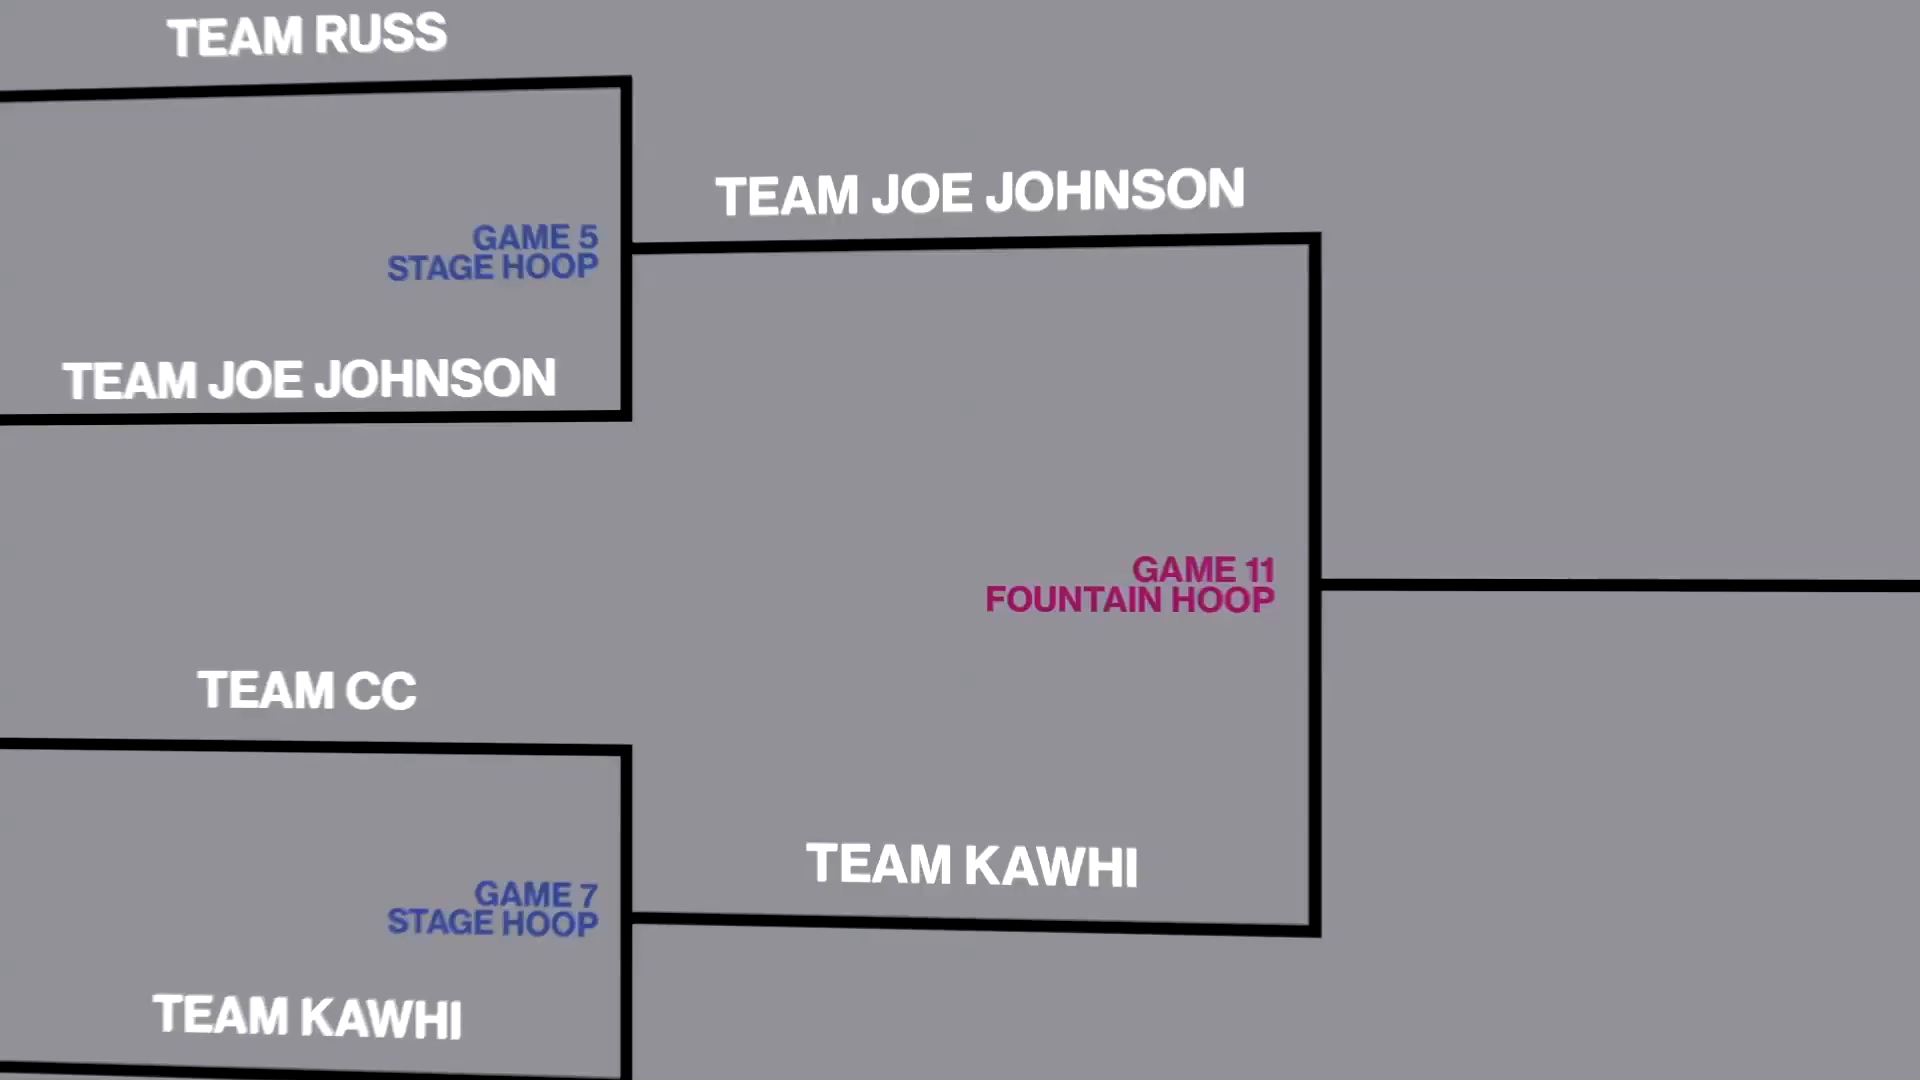 TEAM RUSS
TEAM JOE JOHNSON
GAME 5
STAGE HOOP
TEAM JOE JOHNSON
GAME 11
FOUNTAIN HOOP
TEAM CC
TEAM KAWHI
GAME 7
STAGE HOOP
TEAM KAWHI